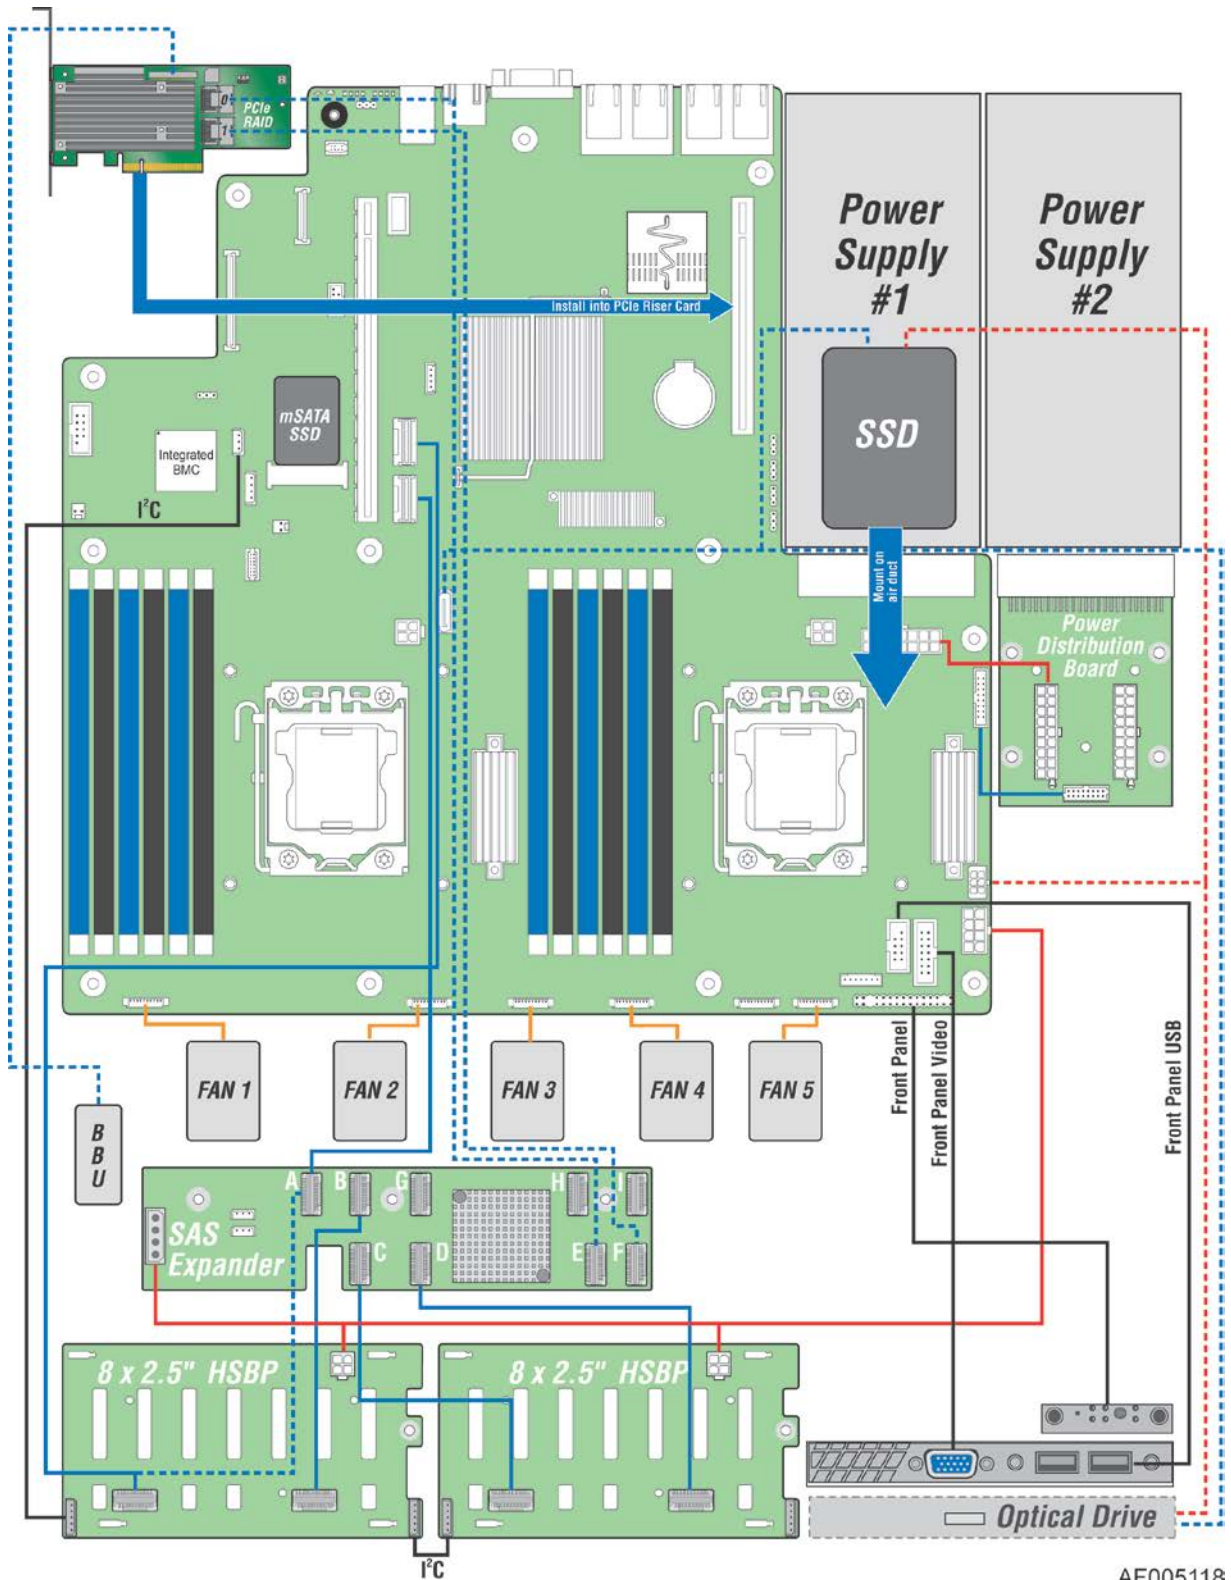 0
1
PCIe
RAID
Power
Supply
#1
Power
Supply
#2
Install into PCIe Riser Card
mSATA
SSD
SSD
Integrated
BMC
I²C
Mount on
air duct
Power
Distribution
Board
FAN 1
FAN 2
FAN 3
FAN 4
FAN 5
Front Panel
Front Panel Video
Front Panel USB
B
B
U
A
B
G
H
I
SAS
Expander
C
D
E
F
8 x 2.5" HSBP
8 x 2.5" HSBP
Optical Drive
I²C
AF005118